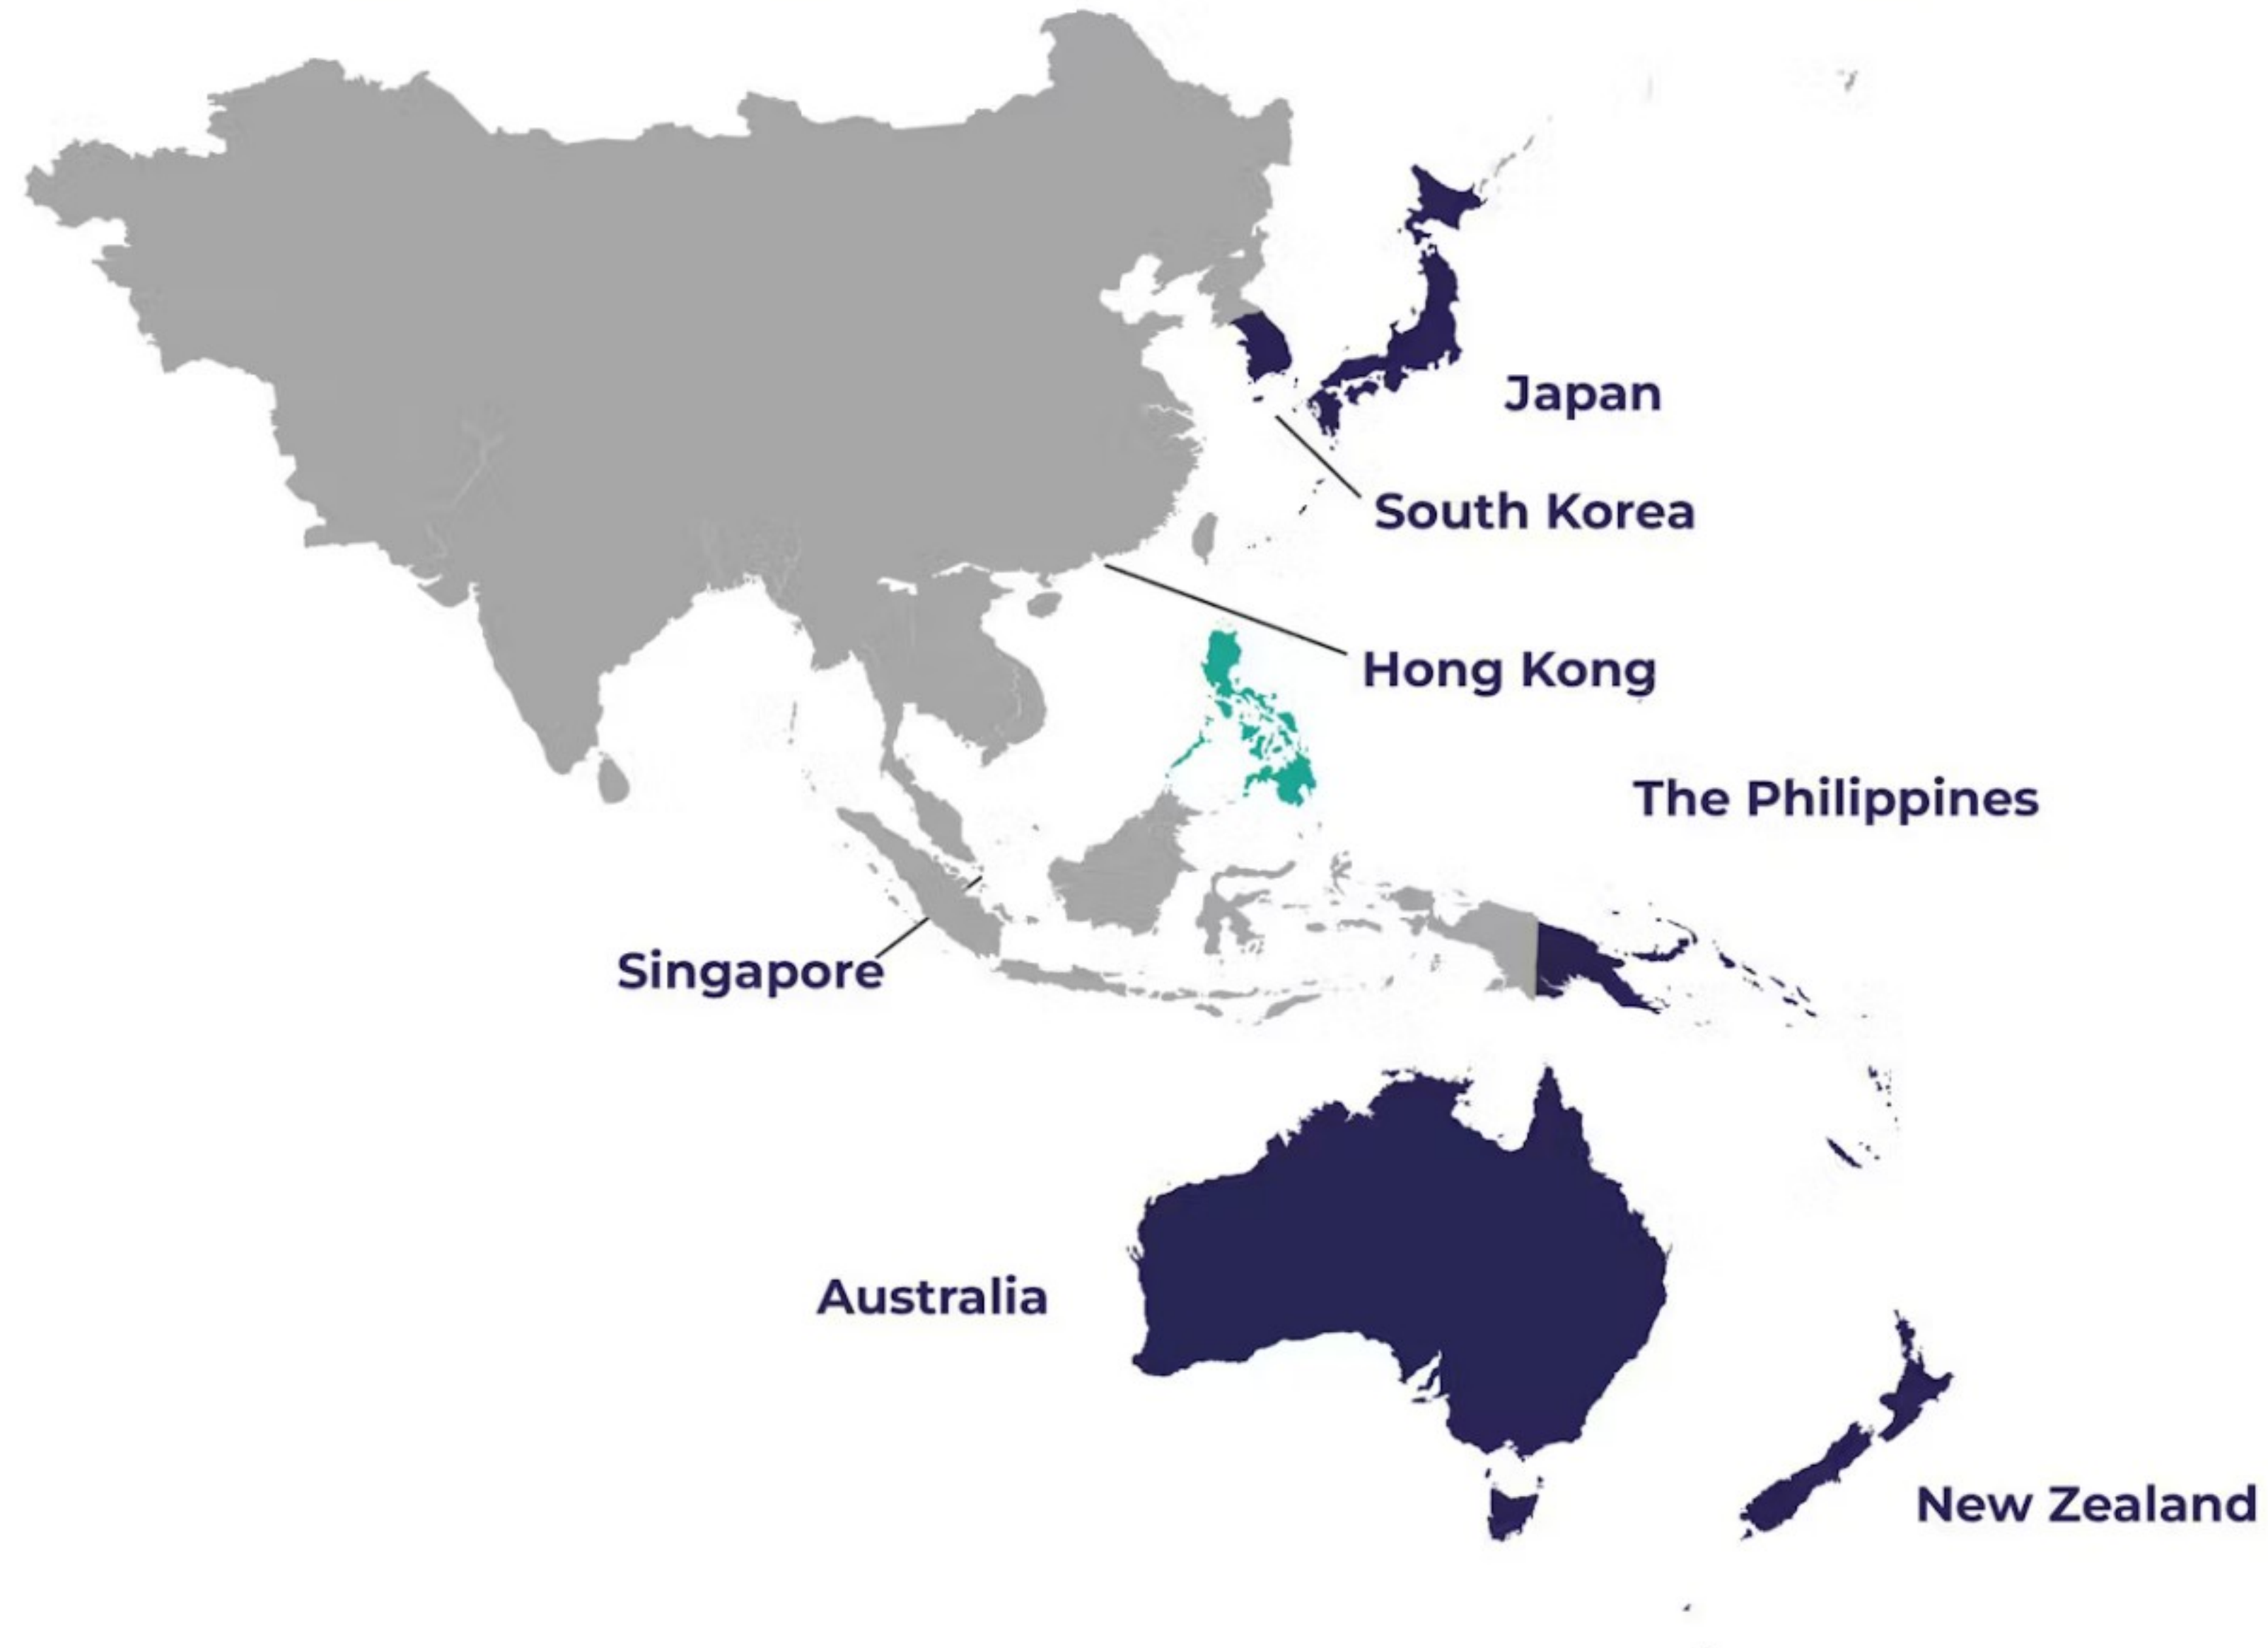 Japan
South Korea
Hong Kong
The Philippines
Singapore
Australia
New Zealand